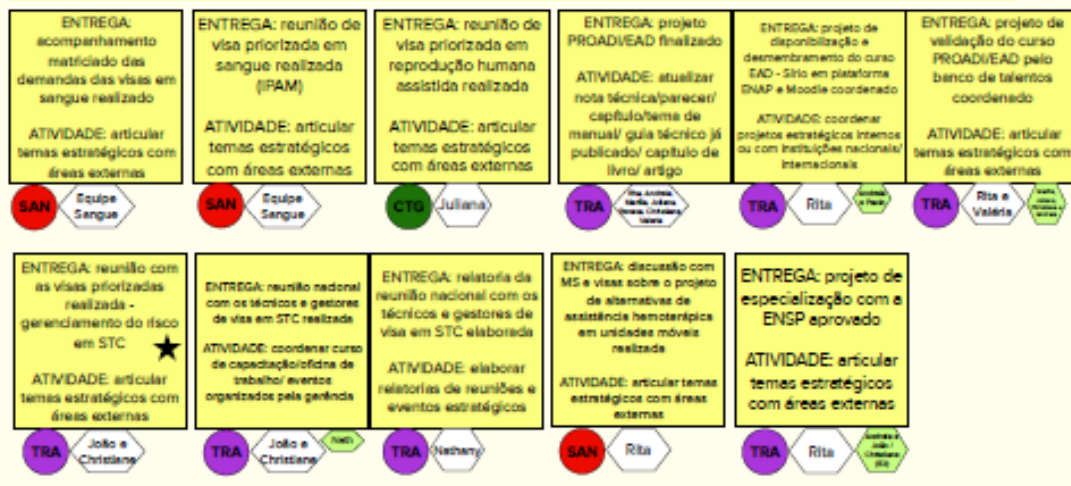 ENTREGA:
acompanhamento
matriciado das
demandas das visas em
sangue realizado
ATIVIDADE: articular
temas estratégicos com
áreas externas
SAN
Equipe
Sangue
ENTREGA: reunião de
visa priorizada em
sangue realizada
(IPAM)
ATIVIDADE: articular
temas estratégicos
com áreas externas
SAN
Equipe
Sangue
ENTREGA: reunião de
visa priorizada em
reprodução humana
assistida realizada
ATIVIDADE: articular
temas estratégicos
com áreas externas
CTG
Juliana
ENTREGA: projeto
PROADI/EAD finalizado
ATIVIDADE: atualizar
nota técnica/parecer/
capítulo/tema de
manual/ guia técnico já
publicado/ capítulo de
livro/ artigo
TRA
ENTREGA: projeto de
disponibilização e
desmembramento do curso
EAD - Sírio em plataforma
ENAP e Moodle coordenado
ATIVIDADE: coordenar
projetos estratégicos internos
ou com instituições nacionais/
internacionais
TRA
Rita
ENTREGA: projeto de
validação do curso
PROADI/EAD pelo
banco de talentos
coordenado
ATIVIDADE: articular
temas estratégicos com
áreas externas
TRA
Rita e
Valéria
ENTREGA: reunião com
as visas priorizadas
realizada -
gerenciamento do risco
em STC
ATIVIDADE: articular
temas estratégicos com
áreas externas
TRA
João e
Christiane
ENTREGA: reunião nacional
com os técnicos e gestores
de visa em STC realizada
ATIVIDADE: coordenar curso
de capacitação/oficina de
trabalho/ eventos
organizados pela gerência
TRA
João e
Christiane
Nath
ENTREGA: relatoria da
reunião nacional com os
técnicos e gestores de
visa em STC elaborada
ATIVIDADE: elaborar
relatorias de reuniões e
eventos estratégicos
TRA
Nathany
ENTREGA: discussão com
MS e visas sobre o projeto
de alternativas de
assistência hemoterápica
em unidades móveis
realizada
ATIVIDADE: articular temas
estratégicos com áreas
externas
SAN
Rita
ENTREGA: projeto de
especialização com a
ENSP aprovado
ATIVIDADE: articular
temas estratégicos
com áreas externas
TRA
Rita